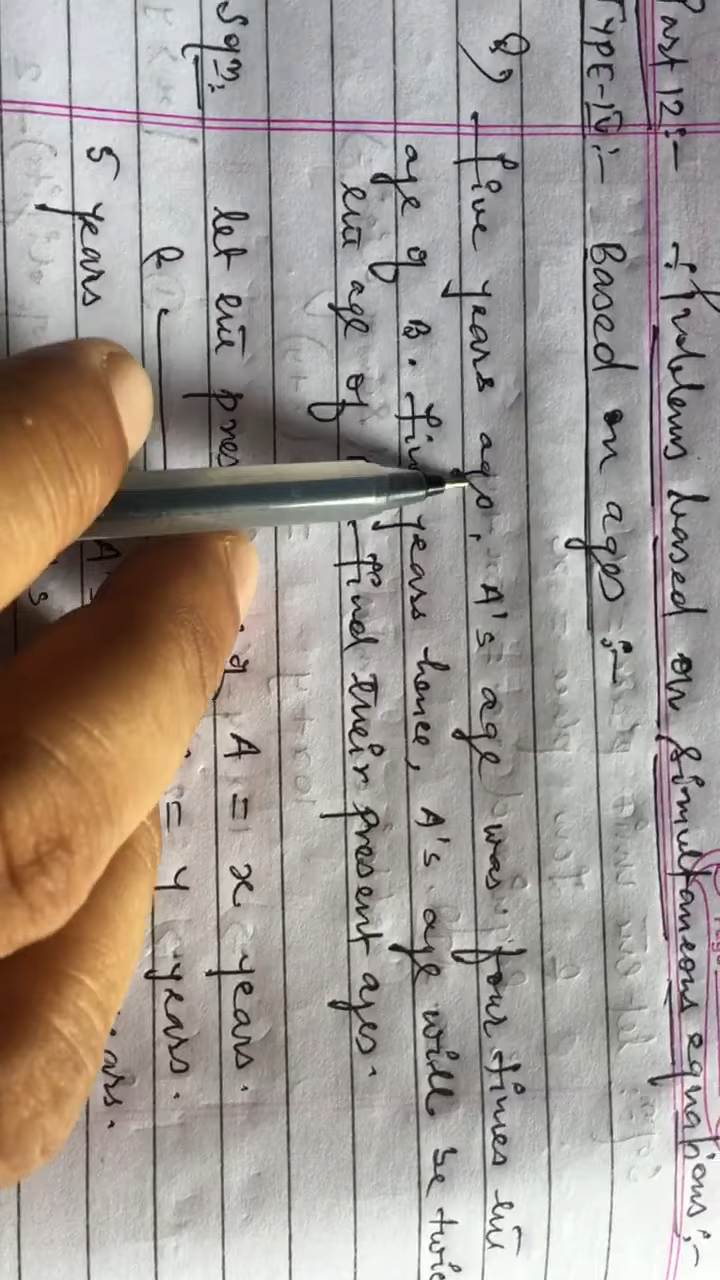 Part 12:- Problems based on simultaneous equations:-
TYPE-IV:- Based on ages:-
Q) five years ago, A's age was four times the
age of B. five years hence, A's age will be twice
the age of find their present ages.
Soln. let the A = x years.
= y years.
5 years